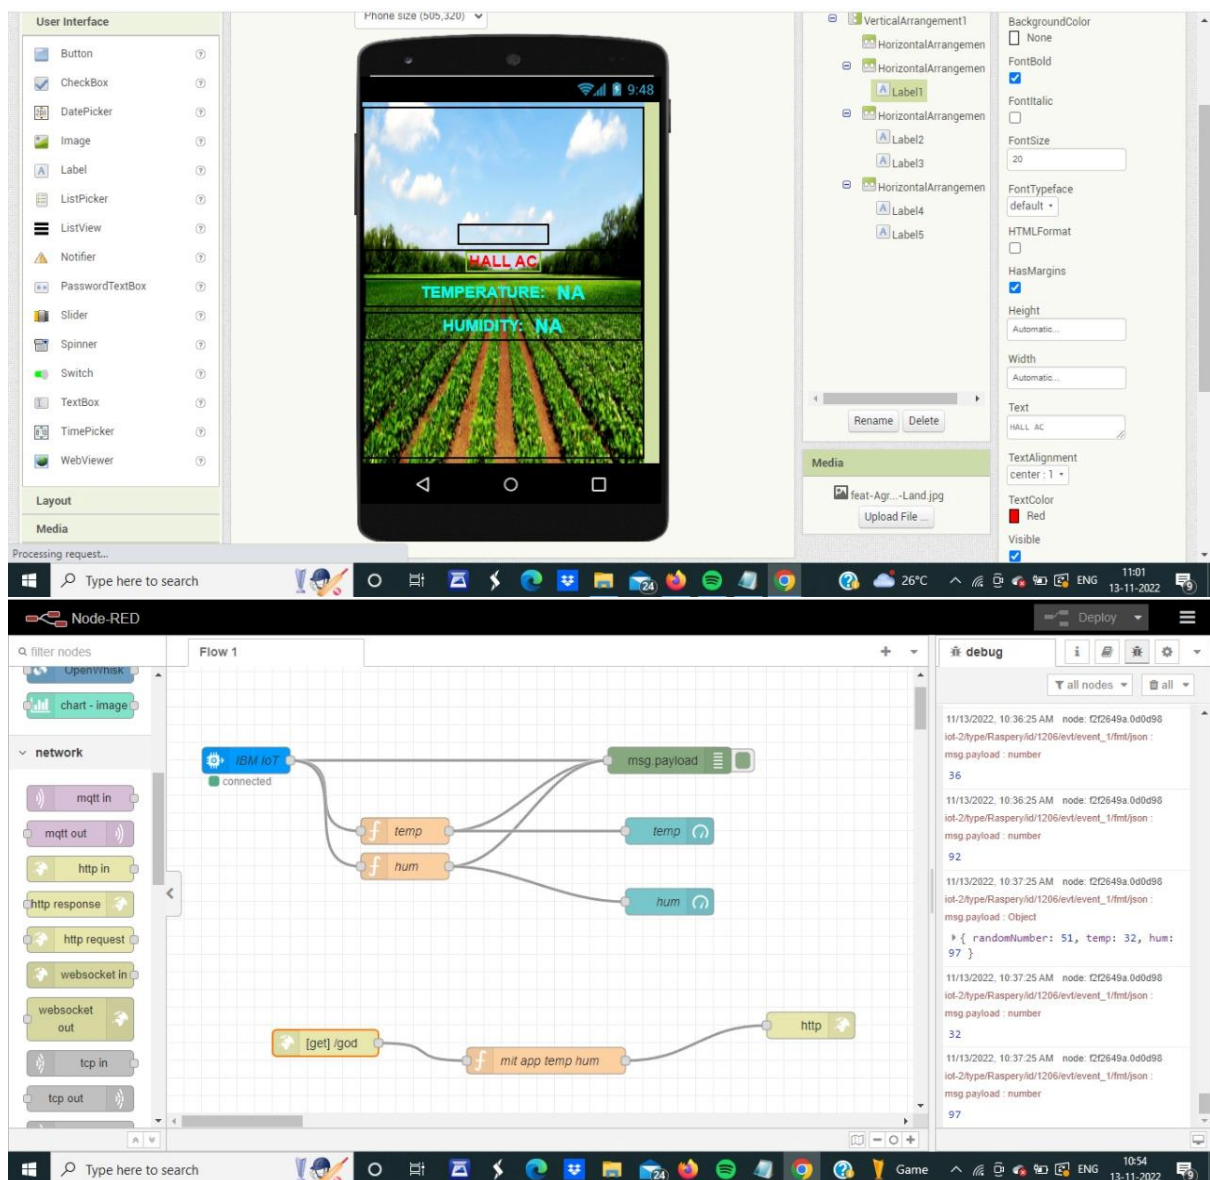 User Interface
Button
CheckBox
DatePicker
Image
Label
ListPicker
ListView
Notifier
PasswordTextBox
Slider
Spinner
Switch
TextBox
TimePicker
WebViewer
Layout
Media
Processing request...
Phone size (505,320)
9:48
HALL AC
TEMPERATURE: NA
HUMIDITY: NA
VerticalArrangement1
HorizontalArrangemen
HorizontalArrangemen
Label1
HorizontalArrangemen
Label2
Label3
HorizontalArrangemen
Label4
Label5
Rename Delete
Media
feat-Agr...-Land.jpg
Upload File ...
BackgroundColor
None
FontBold
FontItalic
FontSize
20
FontTypeface
default
HTMLFormat
HasMargins
Height
Automatic...
Width
Automatic...
Text
HALL AC
TextAlignment
center : 1
TextColor
Red
Visible
Type here to search
24
26°C
ENG
11:01
13-11-2022
9
Node-RED
Deploy
filter nodes
OpenWhisk
chart - image
network
mqtt in
mqtt out
http in
http response
http request
websocket in
websocket
out
tcp in
tcp out
Flow 1
IBM IoT
connected
msg.payload
temp
temp
hum
hum
[get] /god
mit app temp hum
http
debug
i
all nodes
all
11/13/2022, 10:36:25 AM node: f2f2649a.0d0d98
iot-2/type/Raspery/id/1206/evt/event_1/fmt/json :
msg.payload : number
36
11/13/2022, 10:36:25 AM node: f2f2649a.0d0d98
iot-2/type/Raspery/id/1206/evt/event_1/fmt/json :
msg.payload : number
92
11/13/2022, 10:37:25 AM node: f2f2649a.0d0d98
iot-2/type/Raspery/id/1206/evt/event_1/fmt/json :
msg.payload : Object
{ randomNumber: 51, temp: 32, hum:
97 }
11/13/2022, 10:37:25 AM node: f2f2649a.0d0d98
iot-2/type/Raspery/id/1206/evt/event_1/fmt/json :
msg.payload : number
32
11/13/2022, 10:37:25 AM node: f2f2649a.0d0d98
iot-2/type/Raspery/id/1206/evt/event_1/fmt/json :
msg.payload : number
97
Type here to search
24
Game
ENG
10:54
13-11-2022
9